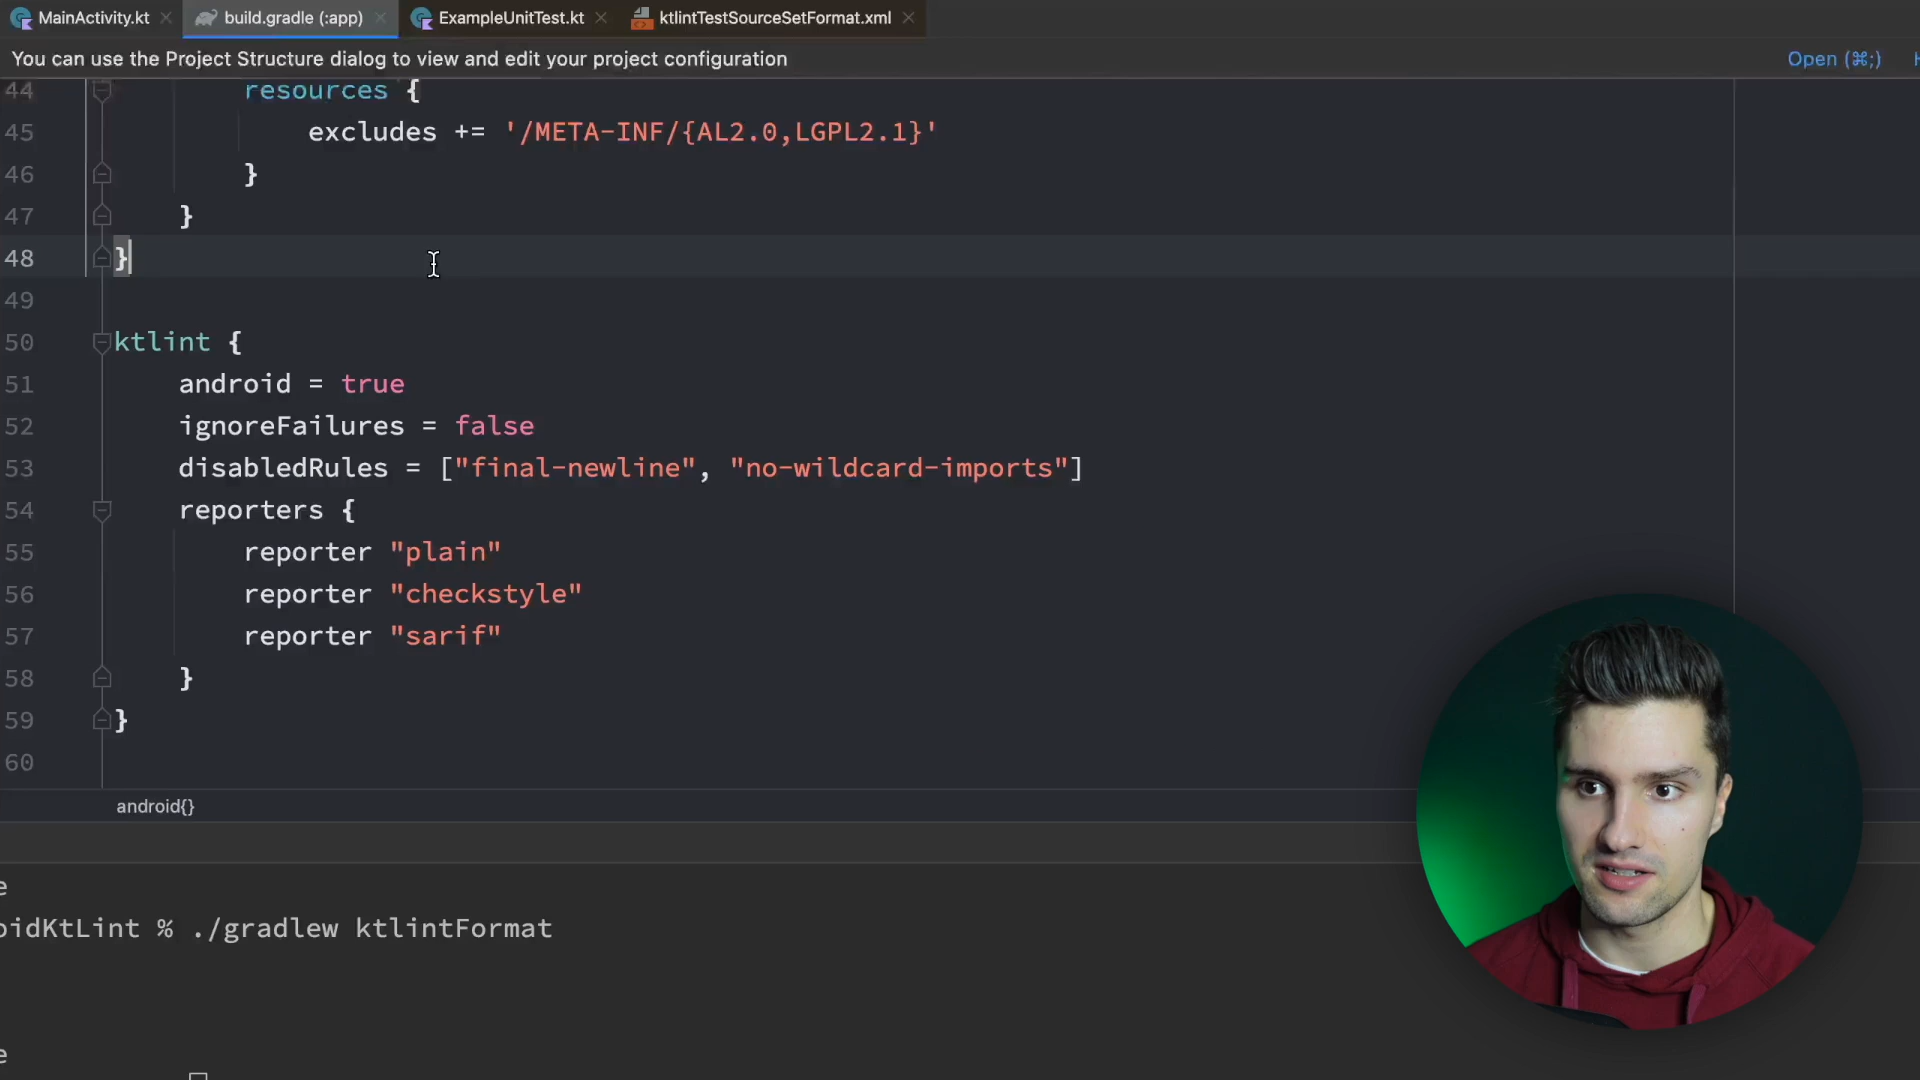 MainActivity.kt
build.gradle (:app)
ExampleUnitTest.kt
ktlintTestSourceSetFormat.xml
You can use the Project Structure dialog to view and edit your project configuration
Open (⌘;)
44 resources {
45 excludes += '/META-INF/{AL2.0,LGPL2.1}'
46 }
47 }
48 }
49
50 ktlint {
51 android = true
52 ignoreFailures = false
53 disabledRules = ["final-newline", "no-wildcard-imports"]
54 reporters {
55 reporter "plain"
56 reporter "checkstyle"
57 reporter "sarif"
58 }
59 }
60
android{}
e
oidKtLint % ./gradlew ktlintFormat
e